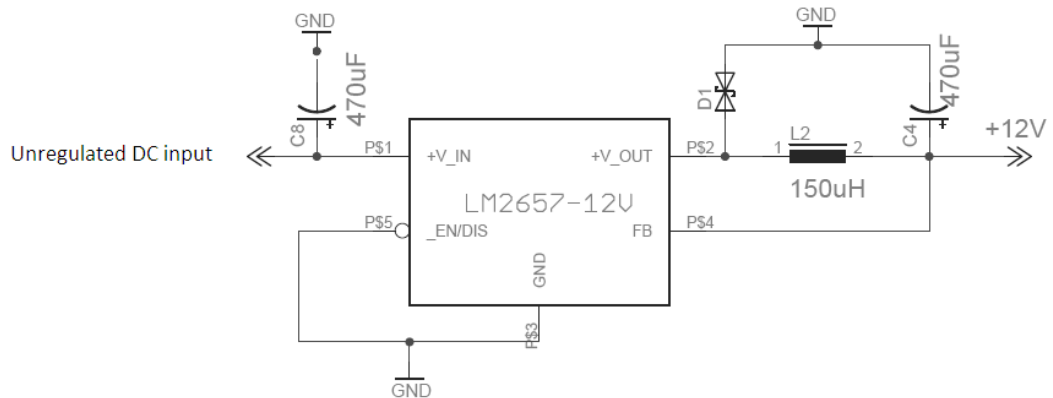 GND
470uF
C8
Unregulated DC input
P$1
+V_IN
+V_OUT
P$2
LM2657-12V
P$5
_EN/DIS
FB
P$4
GND
P$3
GND
GND
D1
1
L2
2
150uH
470uF
C4
+12V